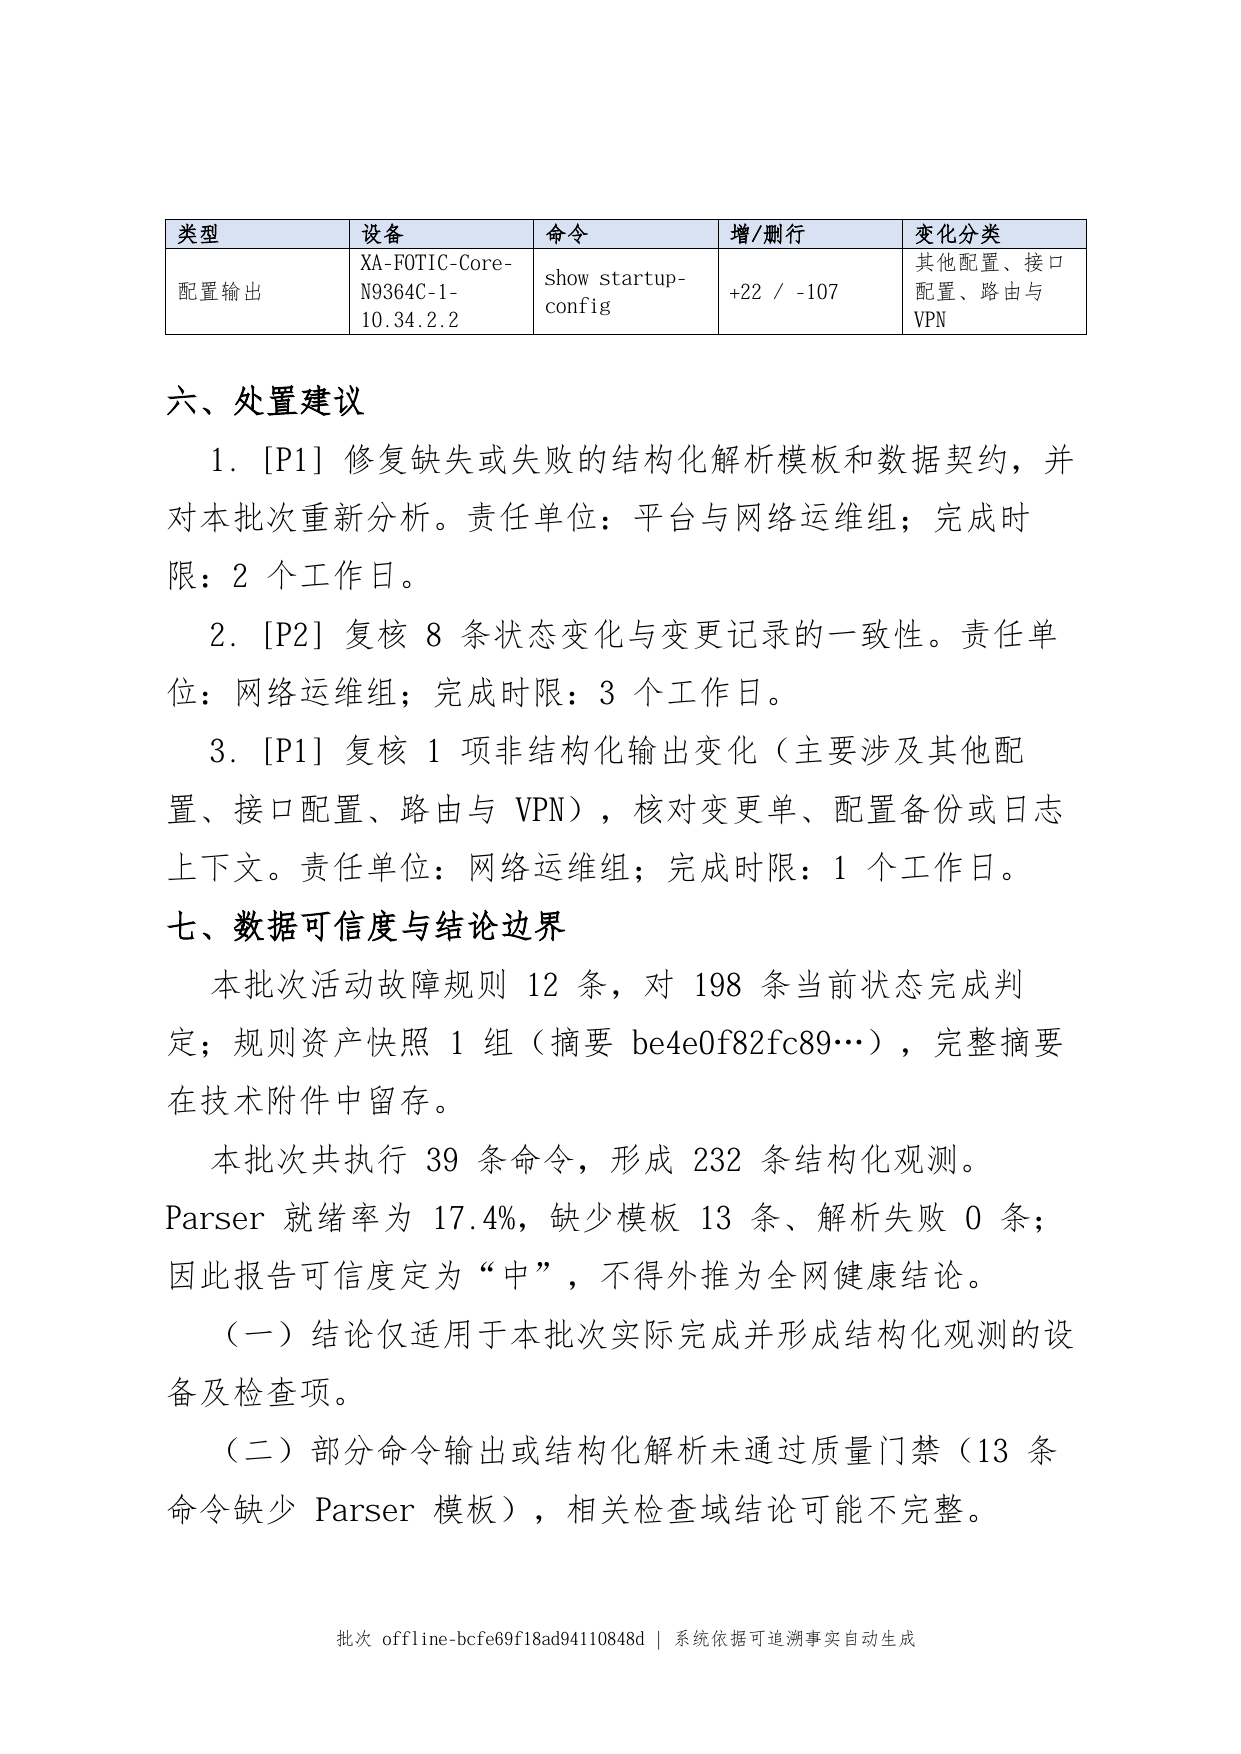 类型 设备 命令 增/删行 变化分类
配置输出 XA-FOTIC-Core-N9364C-1-10.34.2.2 show startup-config +22 / -107 其他配置、接口配置、路由与 VPN
六、处置建议
1. [P1] 修复缺失或失败的结构化解析模板和数据契约，并
对本批次重新分析。责任单位：平台与网络运维组；完成时
限：2 个工作日。
2. [P2] 复核 8 条状态变化与变更记录的一致性。责任单
位：网络运维组；完成时限：3 个工作日。
3. [P1] 复核 1 项非结构化输出变化（主要涉及其他配
置、接口配置、路由与 VPN），核对变更单、配置备份或日志
上下文。责任单位：网络运维组；完成时限：1 个工作日。
七、数据可信度与结论边界
本批次活动故障规则 12 条，对 198 条当前状态完成判
定；规则资产快照 1 组（摘要 be4e0f82fc89…），完整摘要
在技术附件中留存。
本批次共执行 39 条命令，形成 232 条结构化观测。
Parser 就绪率为 17.4%，缺少模板 13 条、解析失败 0 条；
因此报告可信度定为“中”，不得外推为全网健康结论。
（一）结论仅适用于本批次实际完成并形成结构化观测的设
备及检查项。
（二）部分命令输出或结构化解析未通过质量门禁（13 条
命令缺少 Parser 模板），相关检查域结论可能不完整。
批次 offline-bcfe69f18ad94110848d | 系统依据可追溯事实自动生成